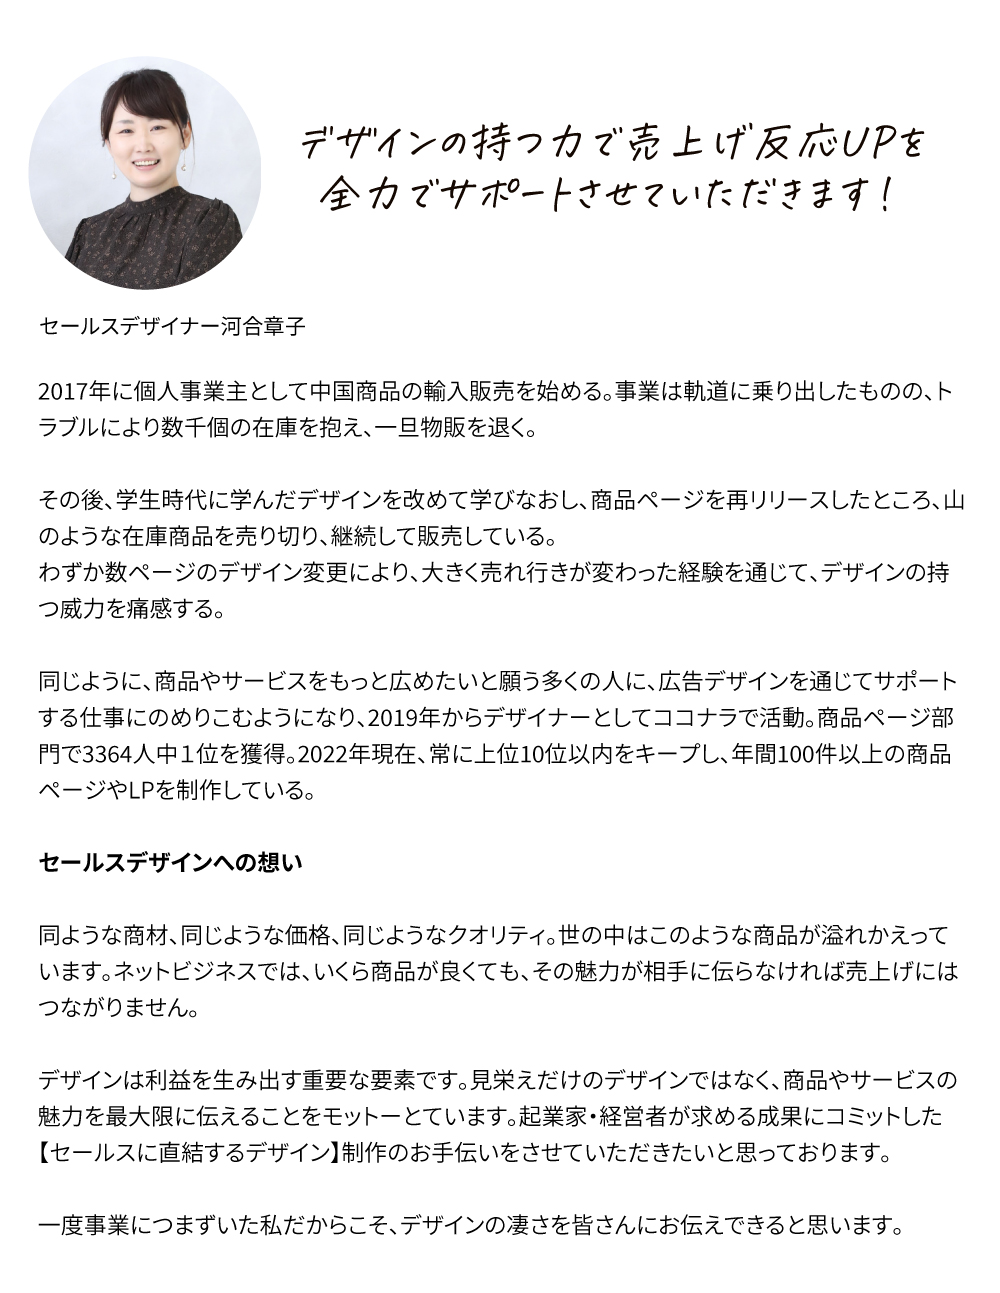 デザインの持つ力で売上げ反応UPを
全力でサポートさせていただきます！
セールスデザイナー河合章子
2017年に個人事業主として中国商品の輸入販売を始める。事業は軌道に乗り出したものの、ト
ラブルにより数千個の在庫を抱え、一旦物販を退く。
その後、学生時代に学んだデザインを改めて学びなおし、商品ページを再リリースしたところ、山
のような在庫商品を売り切り、継続して販売している。
わずか数ページのデザイン変更により、大きく売れ行きが変わった経験を通じて、デザインの持
つ威力を痛感する。
同じように、商品やサービスをもっと広めたいと願う多くの人に、広告デザインを通じてサポート
する仕事にのめりこむようになり、2019年からデザイナーとしてココナラで活動。商品ページ部
門で3364人中１位を獲得。2022年現在、常に上位10位以内をキープし、年間100件以上の商品
ページやLPを制作している。
セールスデザインへの想い
同ような商材、同じような価格、同じようなクオリティ。世の中はこのような商品が溢れかえって
います。ネットビジネスでは、いくら商品が良くても、その魅力が相手に伝らなければ売上げには
つながりません。
デザインは利益を生み出す重要な要素です。見栄えだけのデザインではなく、商品やサービスの
魅力を最大限に伝えることをモットーとています。起業家・経営者が求める成果にコミットした
【セールスに直結するデザイン】制作のお手伝いをさせていただきたいと思っております。
一度事業につまずいた私だからこそ、デザインの凄さを皆さんにお伝えできると思います。